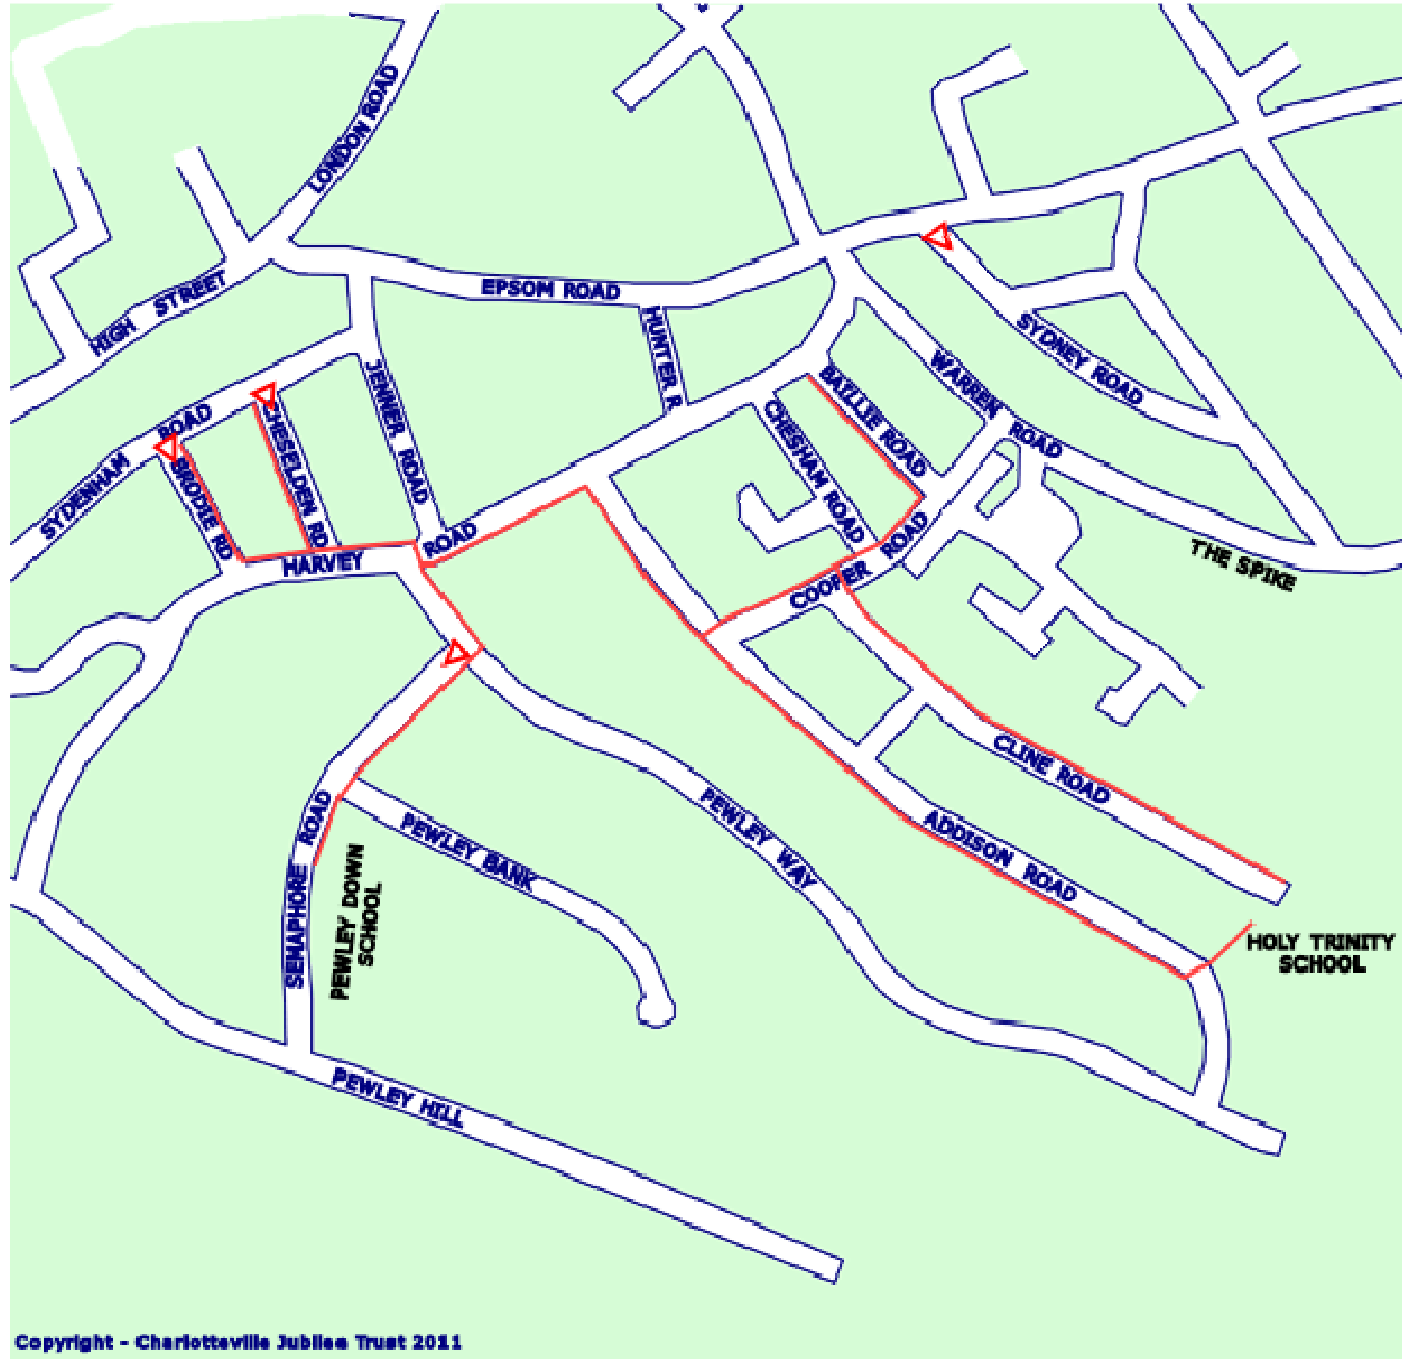 LONDON ROAD
HIGH STREET
EPSOM ROAD
HUNTER R
SYDNEY ROAD
WARREN ROAD
BAILLIE ROAD
CHESHAM ROAD
JENNER ROAD
SYDENHAM ROAD
CHESELDEN RD
BRODIE RD
HARVEY ROAD
COOPER ROAD
THE SPIKE
CLINE ROAD
ADDISON ROAD
PEWLEY WAY
PEWLEY BANK
SEMAPHORE ROAD
PEWLEY DOWN
SCHOOL
HOLY TRINITY
SCHOOL
PEWLEY HILL
Copyright - Charlotteville Jubilee Trust 2011